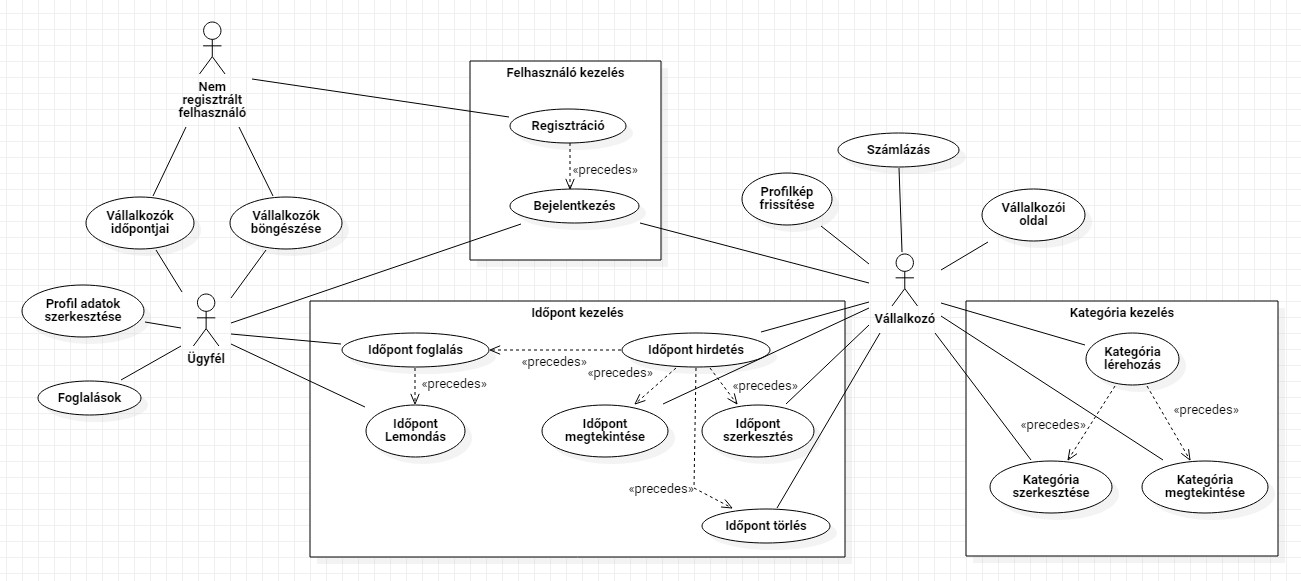 Nem
regisztrált
felhasználó
Felhasználó kezelés
Regisztráció
«precedes»
Bejelentkezés
Számlázás
Profilkép
frissítése
Vállalkozói
oldal
Vállalkozók
időpontjai
Vállalkozók
böngészése
Profil adatok
szerkesztése
Ügyfél
Foglalások
Vállalkozó
Időpont kezelés
Időpont foglalás
Időpont hirdetés
«precedes»
«precedes»
«precedes»
«precedes»
Időpont
Lemondás
Időpont
megtekintése
Időpont
szerkesztés
«precedes»
Időpont törlés
Kategória kezelés
Kategória
lérehozás
«precedes»
«precedes»
Kategória
szerkesztése
Kategória
megtekintése